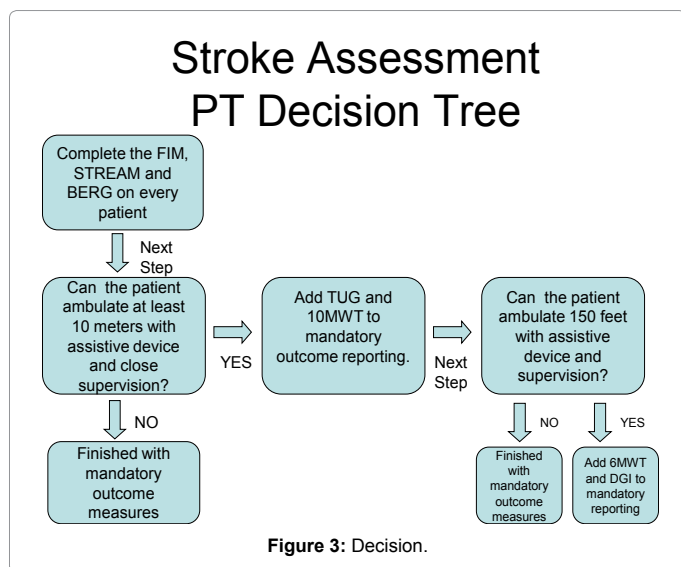 Stroke Assessment
PT Decision Tree
Complete the FIM,
STREAM and
BERG on every
patient
Next
Step
Can the patient
ambulate at least
10 meters with
assistive device
and close
supervision?
YES
Add TUG and
10MWT to
mandatory
outcome reporting.
Next
Step
Can the patient
ambulate 150 feet
with assistive
device and
supervision?
NO
Finished with
mandatory
outcome
measures
NO
Finished
with
mandatory
outcome
measures
YES
Add 6MWT
and DGI to
mandatory
reporting
Figure 3: Decision.